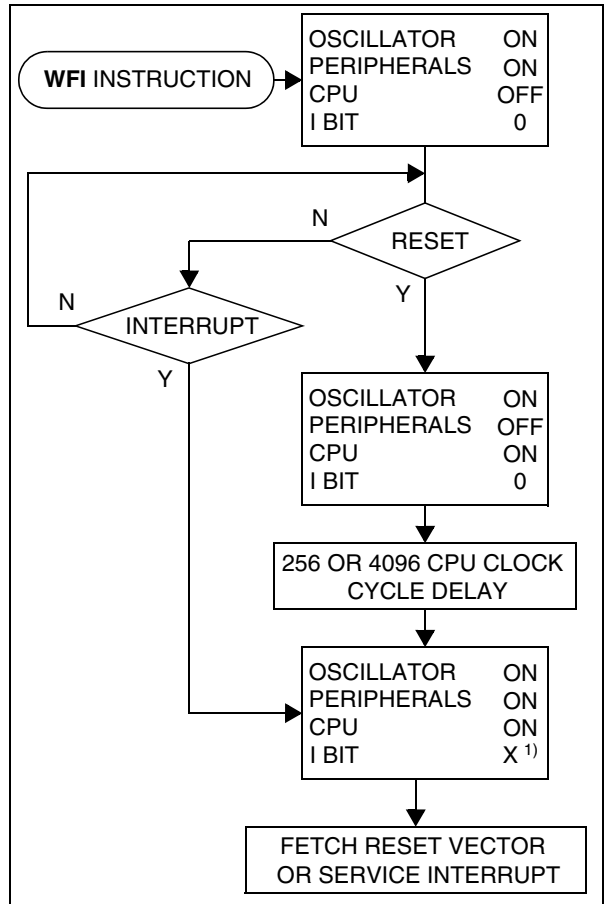 WFI INSTRUCTION
OSCILLATOR ON
PERIPHERALS ON
CPU OFF
I BIT 0
N
RESET
Y
N
INTERRUPT
Y
OSCILLATOR ON
PERIPHERALS OFF
CPU ON
I BIT 0
256 OR 4096 CPU CLOCK
CYCLE DELAY
OSCILLATOR ON
PERIPHERALS ON
CPU ON
I BIT X 1)
FETCH RESET VECTOR
OR SERVICE INTERRUPT